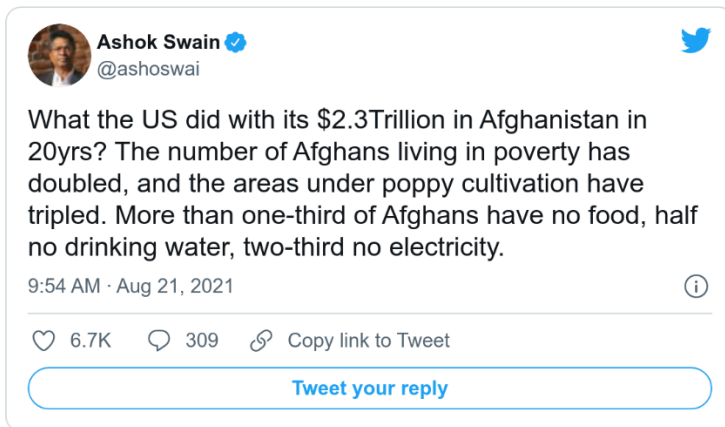 Ashok Swain
@ashoswai
What the US did with its $2.3Trillion in Afghanistan in
20yrs? The number of Afghans living in poverty has
doubled, and the areas under poppy cultivation have
tripled. More than one-third of Afghans have no food, half
no drinking water, two-third no electricity.
9:54 AM · Aug 21, 2021
6.7K 309 Copy link to Tweet
Tweet your reply